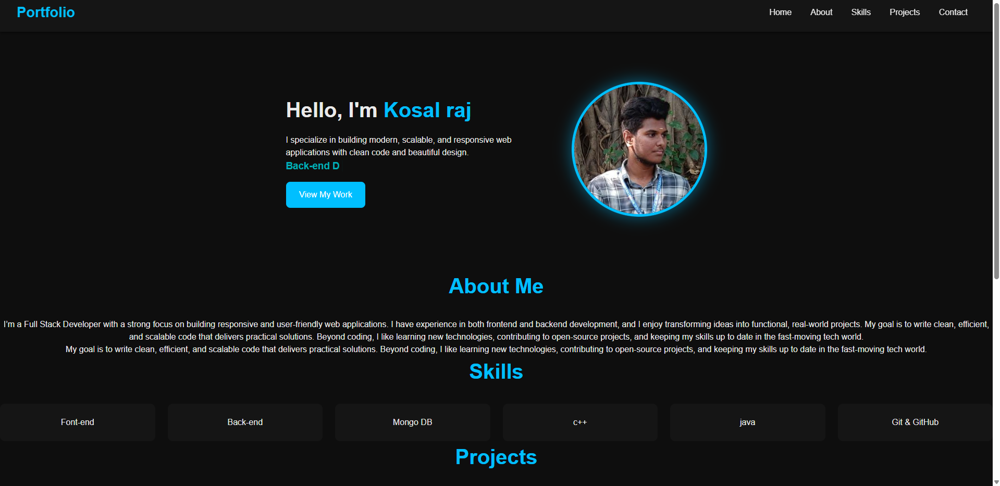 Portfolio
Home About Skills Projects Contact
Hello, I'm Kosal raj
I specialize in building modern, scalable, and responsive web
applications with clean code and beautiful design.
Back-end D
View My Work
About Me
I’m a Full Stack Developer with a strong focus on building responsive and user-friendly web applications. I have experience in both frontend and backend development, and I enjoy transforming ideas into functional, real-world projects. My goal is to write clean, efficient,
and scalable code that delivers practical solutions. Beyond coding, I like learning new technologies, contributing to open-source projects, and keeping my skills up to date in the fast-moving tech world.
My goal is to write clean, efficient, and scalable code that delivers practical solutions. Beyond coding, I like learning new technologies, contributing to open-source projects, and keeping my skills up to date in the fast-moving tech world.
Skills
Font-end
Back-end
Mongo DB
c++
java
Git & GitHub
Projects